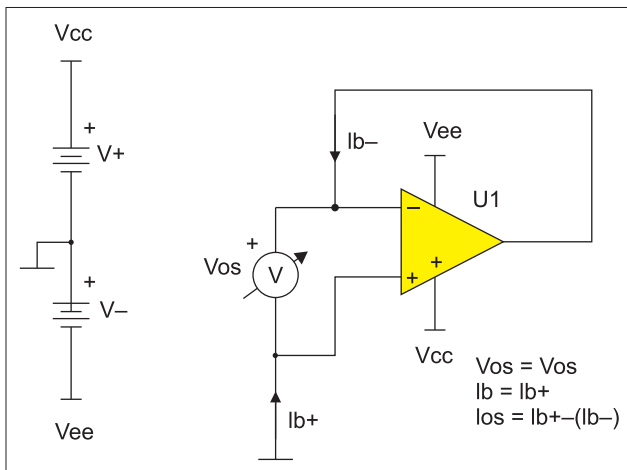 Vcc
+
V+
+
V–
Vee
Ib–
Vee
U1
–
+
+
Vcc
+
Vos
V
Ib+
Vos = Vos
Ib = Ib+
Ios = Ib+–(Ib–)